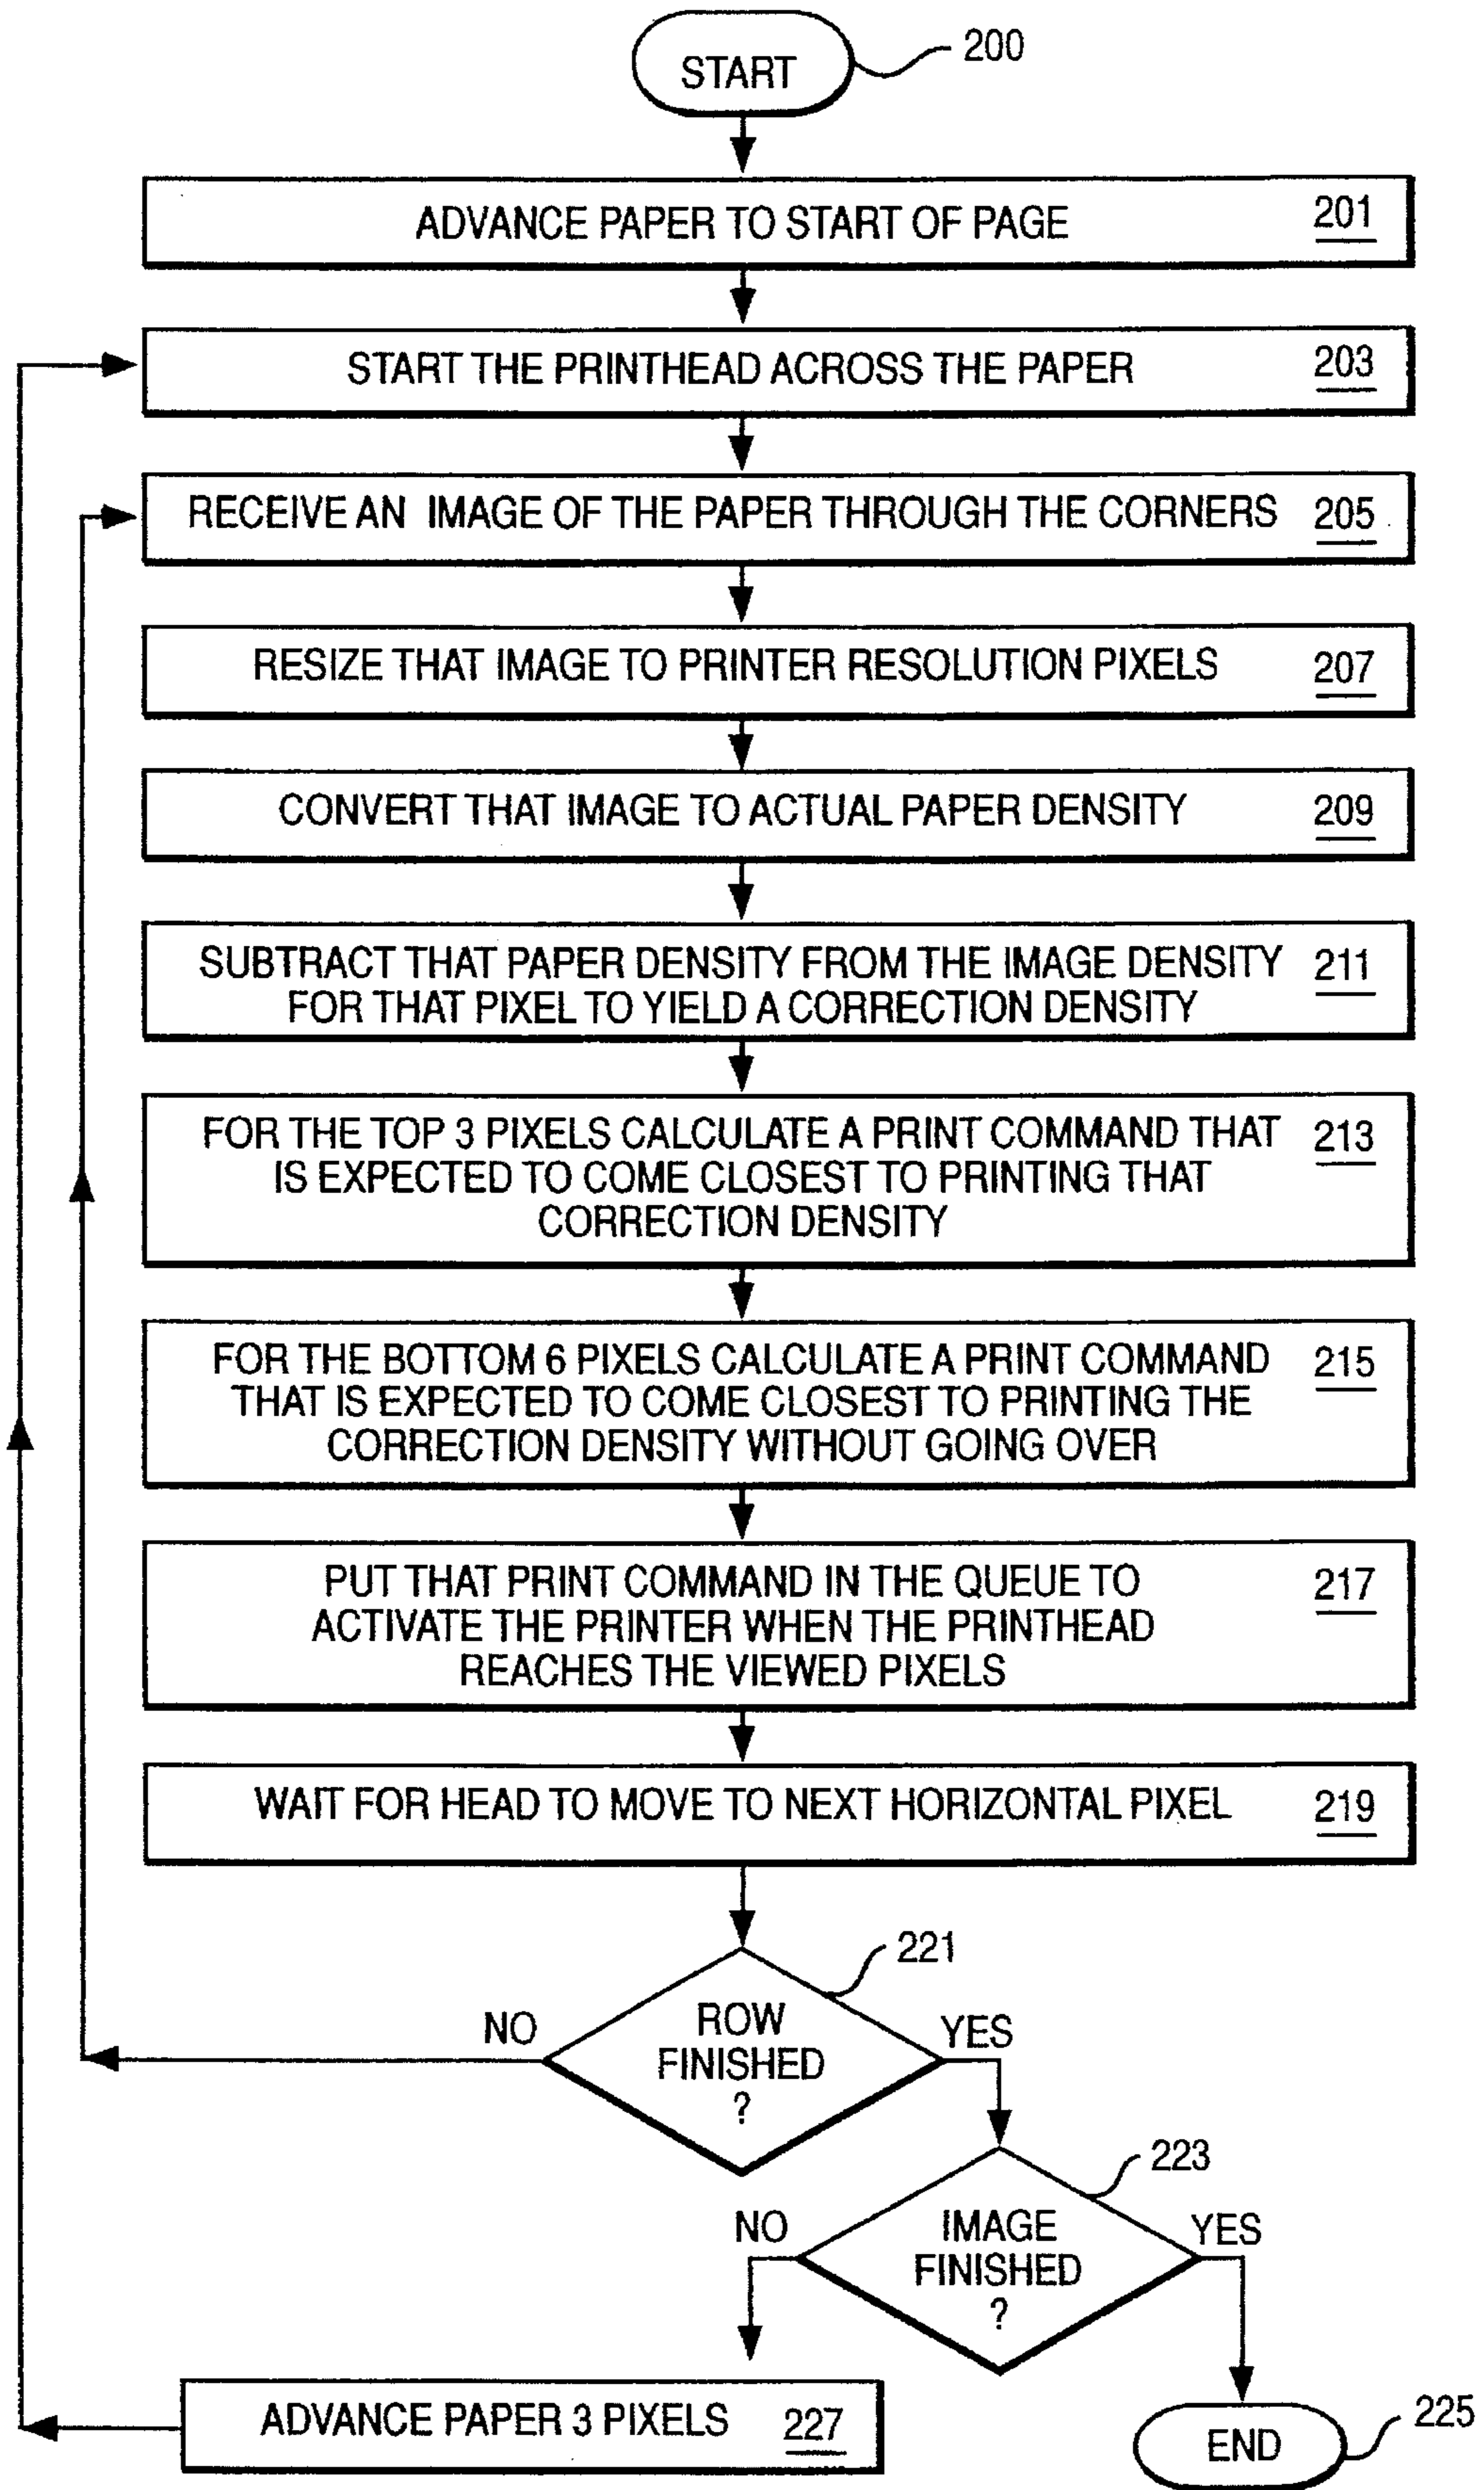 START
200
ADVANCE PAPER TO START OF PAGE 201
START THE PRINTHEAD ACROSS THE PAPER 203
RECEIVE AN IMAGE OF THE PAPER THROUGH THE CORNERS 205
RESIZE THAT IMAGE TO PRINTER RESOLUTION PIXELS 207
CONVERT THAT IMAGE TO ACTUAL PAPER DENSITY 209
SUBTRACT THAT PAPER DENSITY FROM THE IMAGE DENSITY 211
FOR THAT PIXEL TO YIELD A CORRECTION DENSITY
FOR THE TOP 3 PIXELS CALCULATE A PRINT COMMAND THAT 213
IS EXPECTED TO COME CLOSEST TO PRINTING THAT
CORRECTION DENSITY
FOR THE BOTTOM 6 PIXELS CALCULATE A PRINT COMMAND 215
THAT IS EXPECTED TO COME CLOSEST TO PRINTING THE
CORRECTION DENSITY WITHOUT GOING OVER
PUT THAT PRINT COMMAND IN THE QUEUE TO 217
ACTIVATE THE PRINTER WHEN THE PRINTHEAD
REACHES THE VIEWED PIXELS
WAIT FOR HEAD TO MOVE TO NEXT HORIZONTAL PIXEL 219
221
NO
ROW
FINISHED
?
YES
223
NO
IMAGE
FINISHED
?
YES
ADVANCE PAPER 3 PIXELS 227
END
225